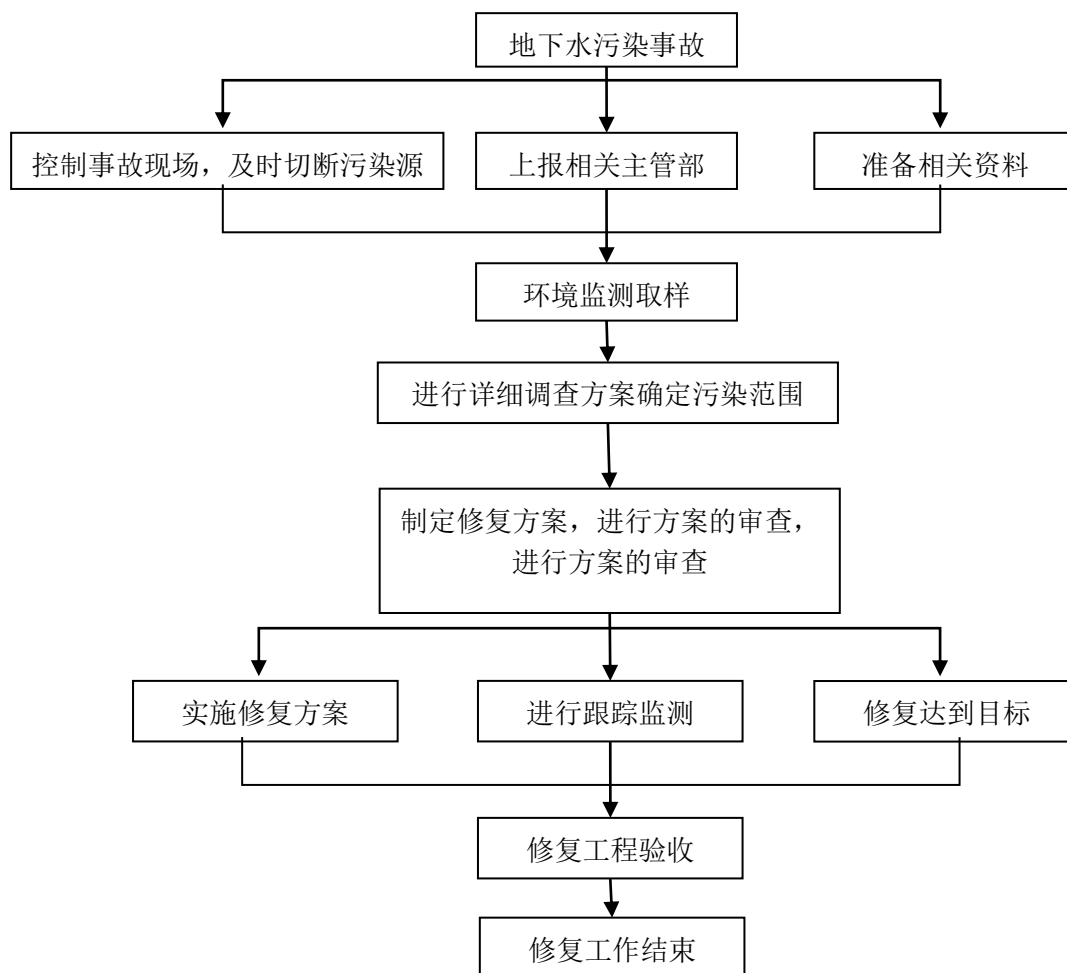 地下水污染事故
控制事故现场，及时切断污染源
上报相关主管部
准备相关资料
环境监测取样
进行详细调查方案确定污染范围
制定修复方案，进行方案的审查，
进行方案的审查
实施修复方案
进行跟踪监测
修复达到目标
修复工程验收
修复工作结束